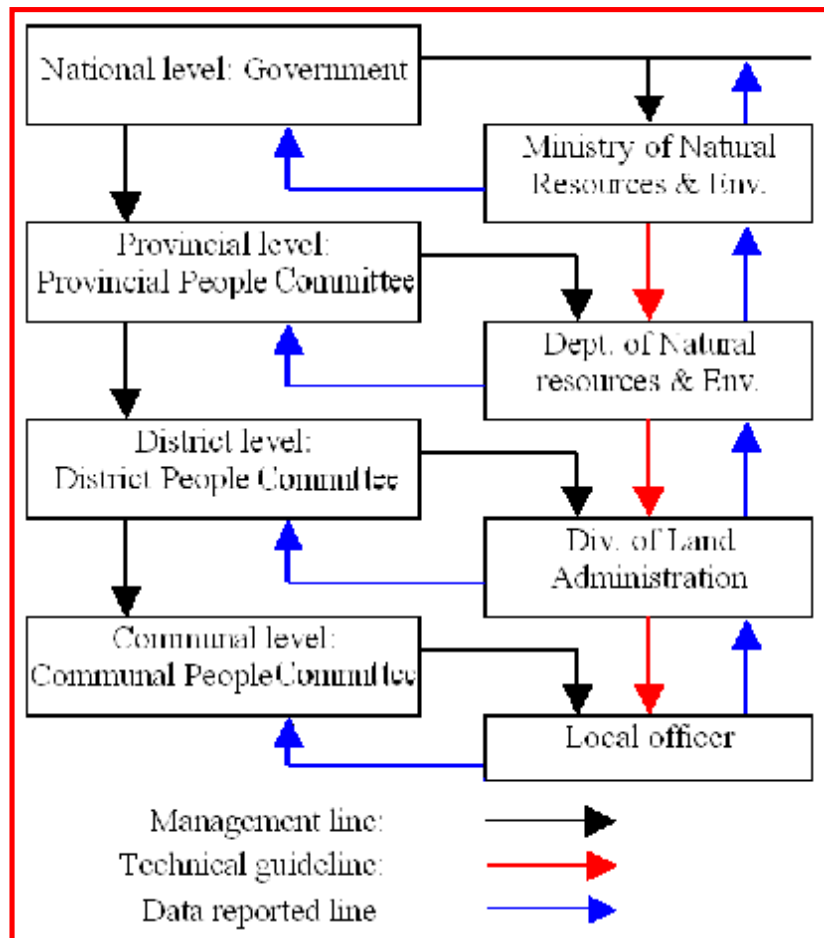 National level: Government
Ministry of Natural
Resources & Env.
Provincial level:
Provincial People Committee
Dept. of Natural
resources & Env.
District level:
District People Committee
Div. of Land
Administration
Communal level:
Communal People Committee
Local officer
Management line:
Technical guideline:
Data reported line